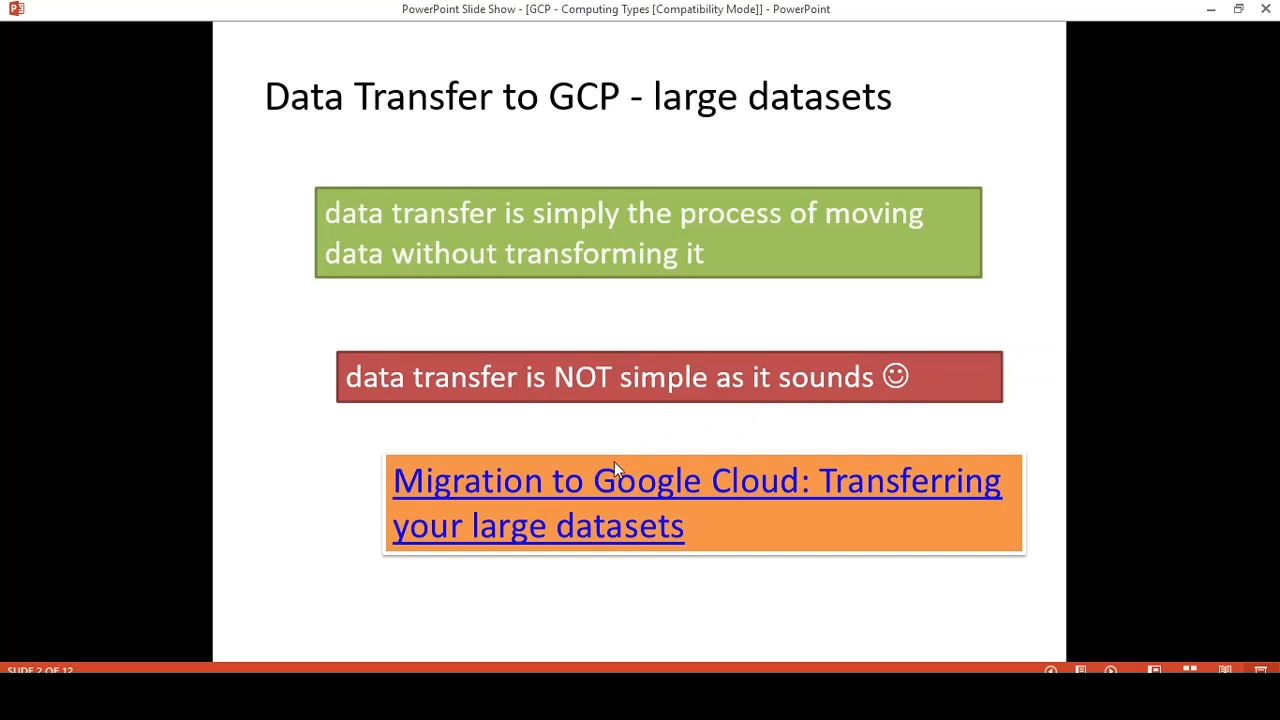 PowerPoint Slide Show - [GCP - Computing Types [Compatibility Mode]] - PowerPoint
Data Transfer to GCP - large datasets
data transfer is simply the process of moving
data without transforming it
data transfer is NOT simple as it sounds ☺
Migration to Google Cloud: Transferring
your large datasets
SLIDE 2 OF 12